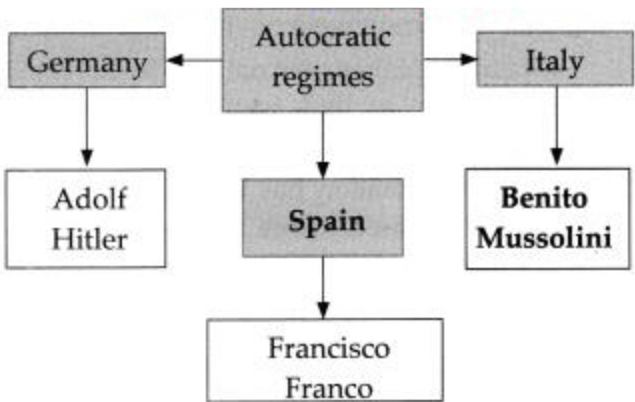 Autocratic
regimes
Germany
Italy
Adolf
Hitler
Spain
Benito
Mussolini
Francisco
Franco